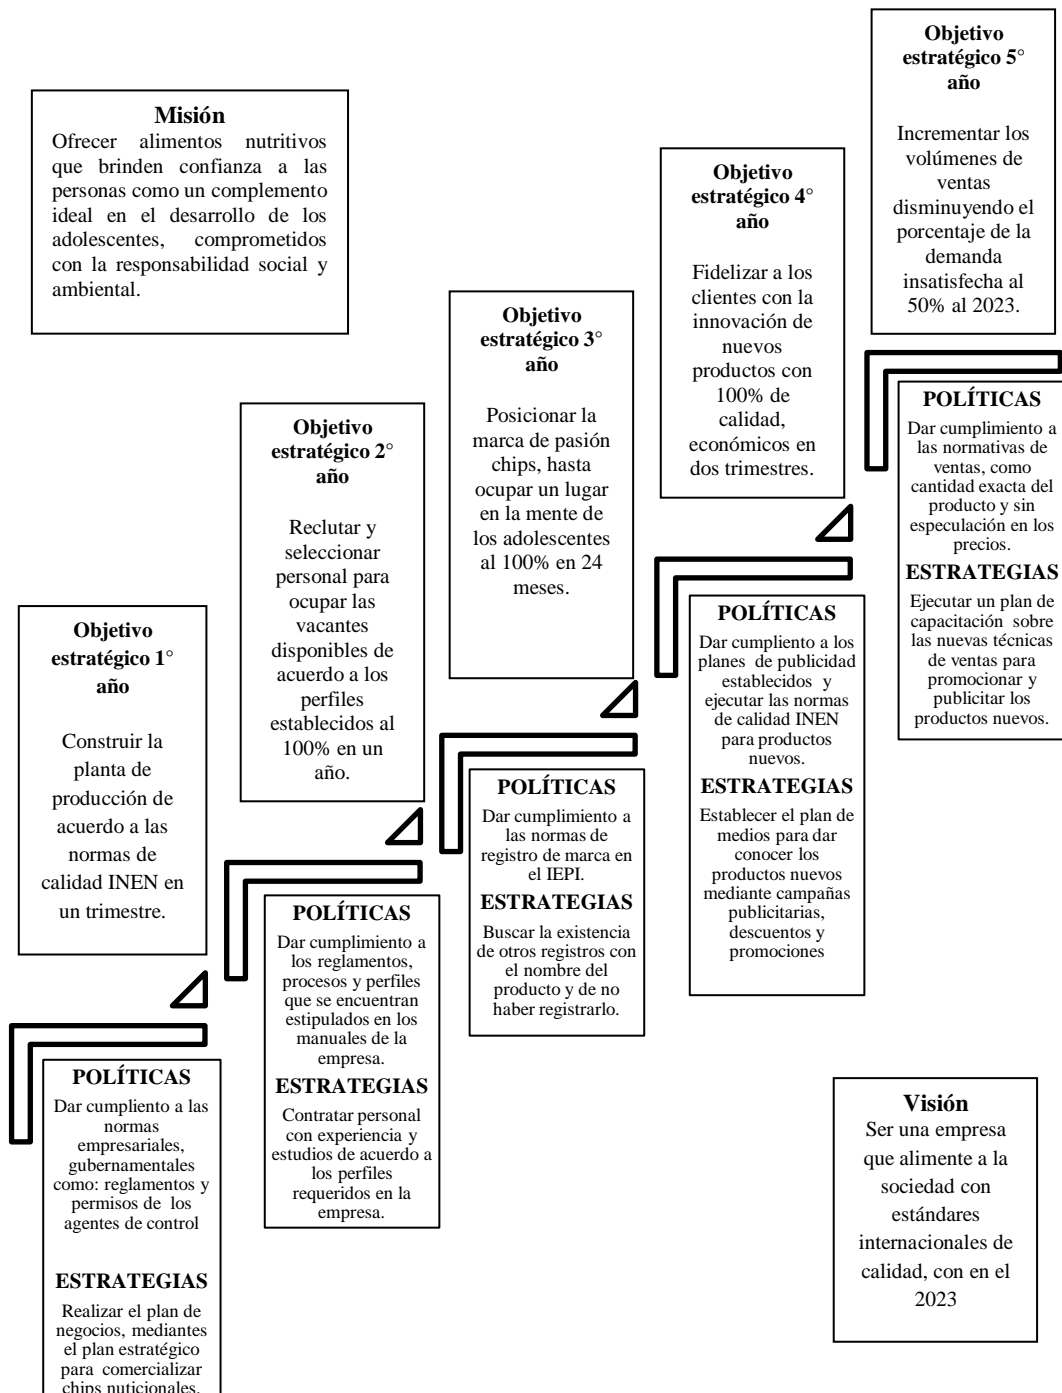 Misión
Ofrecer alimentos nutritivos
que brinden confianza a las
personas como un complemento
ideal en el desarrollo de los
adolescentes, comprometidos
con la responsabilidad social y
ambiental.
Objetivo
estratégico 1°
año
Construir la
planta de
producción de
acuerdo a las
normas de
calidad INEN en
un trimestre.
POLÍTICAS
Dar cumpliento a las
normas
empresariales,
gubernamentales
como: reglamentos y
permisos de los
agentes de control
ESTRATEGIAS
Realizar el plan de
negocios, mediantes
el plan estratégico
para comercializar
chips nuticionales.
Objetivo
estratégico 2°
año
Reclutar y
seleccionar
personal para
ocupar las
vacantes
disponibles de
acuerdo a los
perfiles
establecidos al
100% en un
año.
POLÍTICAS
Dar cumplimiento a
los reglamentos,
procesos y perfiles
que se encuentran
estipulados en los
manuales de la
empresa.
ESTRATEGIAS
Contratar personal
con experiencia y
estudios de acuerdo a
los perfiles
requeridos en la
empresa.
Objetivo
estratégico 3°
año
Posicionar la
marca de pasión
chips, hasta
ocupar un lugar
en la mente de
los adolescentes
al 100% en 24
meses.
POLÍTICAS
Dar cumplimiento a
las normas de
registro de marca en
el IEPI.
ESTRATEGIAS
Buscar la existencia
de otros registros con
el nombre del
producto y de no
haber registrarlo.
Objetivo
estratégico 4°
año
Fidelizar a los
clientes con la
innovación de
nuevos
productos con
100% de
calidad,
económicos en
dos trimestres.
POLÍTICAS
Dar cumpliento a los
planes de publicidad
establecidos y
ejecutar las normas
de calidad INEN
para productos
nuevos.
ESTRATEGIAS
Establecer el plan de
medios para dar
conocer los
productos nuevos
mediante campañas
publicitarias,
descuentos y
promociones
Objetivo
estratégico 5°
año
Incrementar los
volúmenes de
ventas
disminuyendo el
porcentaje de la
demanda
insatisfecha al
50% al 2023.
POLÍTICAS
Dar cumplimiento a
las normativas de
ventas, como
cantidad exacta del
producto y sin
especulación en los
precios.
ESTRATEGIAS
Ejecutar un plan de
capacitación sobre
las nuevas técnicas
de ventas para
promocionar y
publicitar los
productos nuevos.
Visión
Ser una empresa
que alimente a la
sociedad con
estándares
internacionales de
calidad, con en el
2023